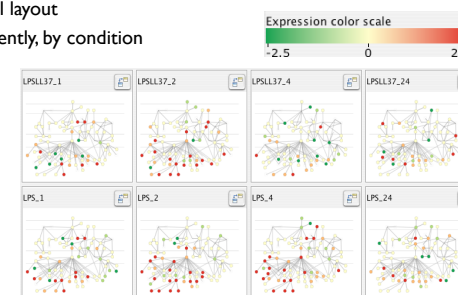 l layout
ently, by condition
Expression color scale
-2.5 0 2
LPSLL37_1 LPSLL37_2 LPSLL37_4 LPSLL37_24
LPS_1 LPS_2 LPS_4 LPS_24